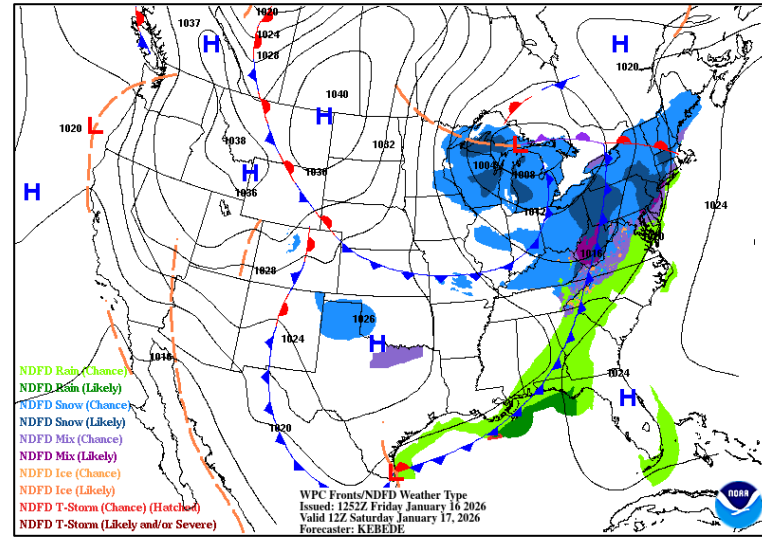 1037
H
1020
1024
1028
H
1020
1040
H
L
1020
1032
L
1038
1004
1008
H
1036
1036
H
1012
1024
1000
1016
1028
1026
1024
H
1016
1024
H
1020
L
NDFD Rain (Chance)
NDFD Rain (Likely)
NDFD Snow (Chance)
NDFD Snow (Likely)
NDFD Mix (Chance)
NDFD Mix (Likely)
NDFD Ice (Chance)
NDFD Ice (Likely)
NDFD T-Storm (Chance) (Hatched)
NDFD T-Storm (Likely and/or Severe)
WPC Fronts/NDFD Weather Type
Issued: 1252Z Friday January 16 2026
Valid 12Z Saturday January 17, 2026
Forecaster: KEBEDE
NOAA